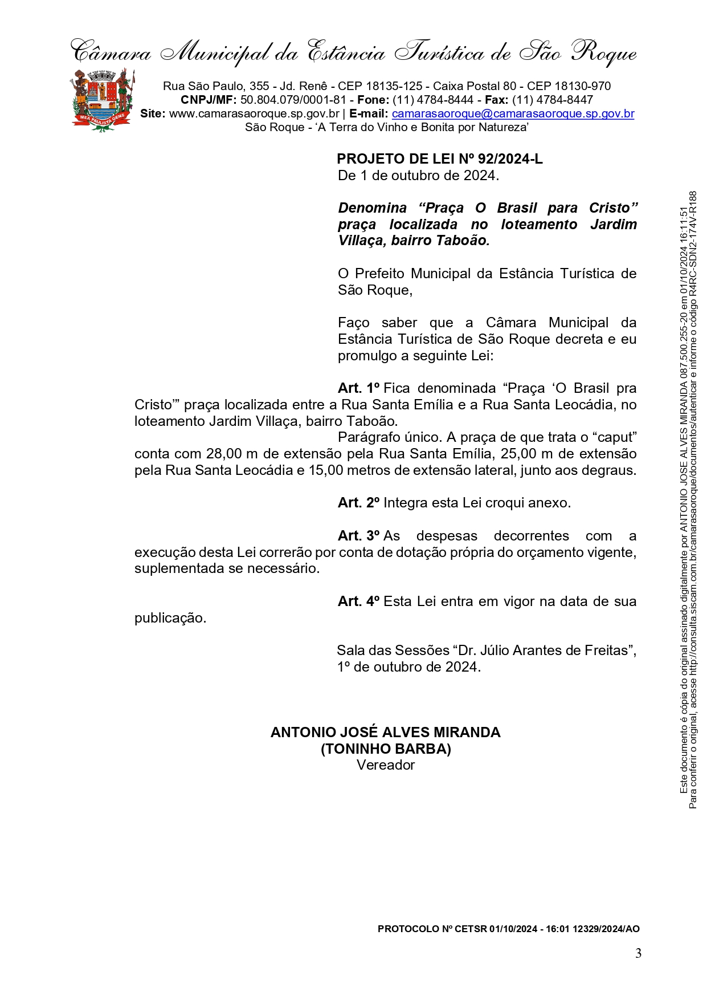 Câmara Municipal da Estância Turística de São Roque
Rua São Paulo, 355 - Jd. Renê - CEP 18135-125 - Caixa Postal 80 - CEP 18130-970
CNPJ/MF: 50.804.079/0001-81 - Fone: (11) 4784-8444 - Fax: (11) 4784-8447
Site: www.camarasaoroque.sp.gov.br | E-mail: camarasaoroque@camarasaoroque.sp.gov.br
São Roque - ‘A Terra do Vinho e Bonita por Natureza’
MEA PAULISTA GENS
PROJETO DE LEI Nº 92/2024-L
De 1 de outubro de 2024.
Denomina “Praça O Brasil para Cristo”
praça localizada no loteamento Jardim
Villaça, bairro Taboão.
O Prefeito Municipal da Estância Turística de
São Roque,
Faço saber que a Câmara Municipal da
Estância Turística de São Roque decreta e eu
promulgo a seguinte Lei:
Art. 1º Fica denominada “Praça ‘O Brasil pra
Cristo’” praça localizada entre a Rua Santa Emília e a Rua Santa Leocádia, no
loteamento Jardim Villaça, bairro Taboão.
Parágrafo único. A praça de que trata o “caput”
conta com 28,00 m de extensão pela Rua Santa Emília, 25,00 m de extensão
pela Rua Santa Leocádia e 15,00 metros de extensão lateral, junto aos degraus.
Art. 2º Integra esta Lei croqui anexo.
Art. 3º As despesas decorrentes com a
execução desta Lei correrão por conta de dotação própria do orçamento vigente,
suplementada se necessário.
Art. 4º Esta Lei entra em vigor na data de sua
publicação.
Sala das Sessões “Dr. Júlio Arantes de Freitas”,
1º de outubro de 2024.
ANTONIO JOSÉ ALVES MIRANDA
(TONINHO BARBA)
Vereador
PROTOCOLO Nº CETSR 01/10/2024 - 16:01 12329/2024/AO
3
Este documento é cópia do original assinado digitalmente por ANTONIO JOSE ALVES MIRANDA 087.500.255-20 em 01/10/2024 16:11:51
Para conferir o original, acesse http://consulta.siscam.com.br/camarasaoroque/documentos/autenticar e informe o código R4RC-SDN2-174V-R188